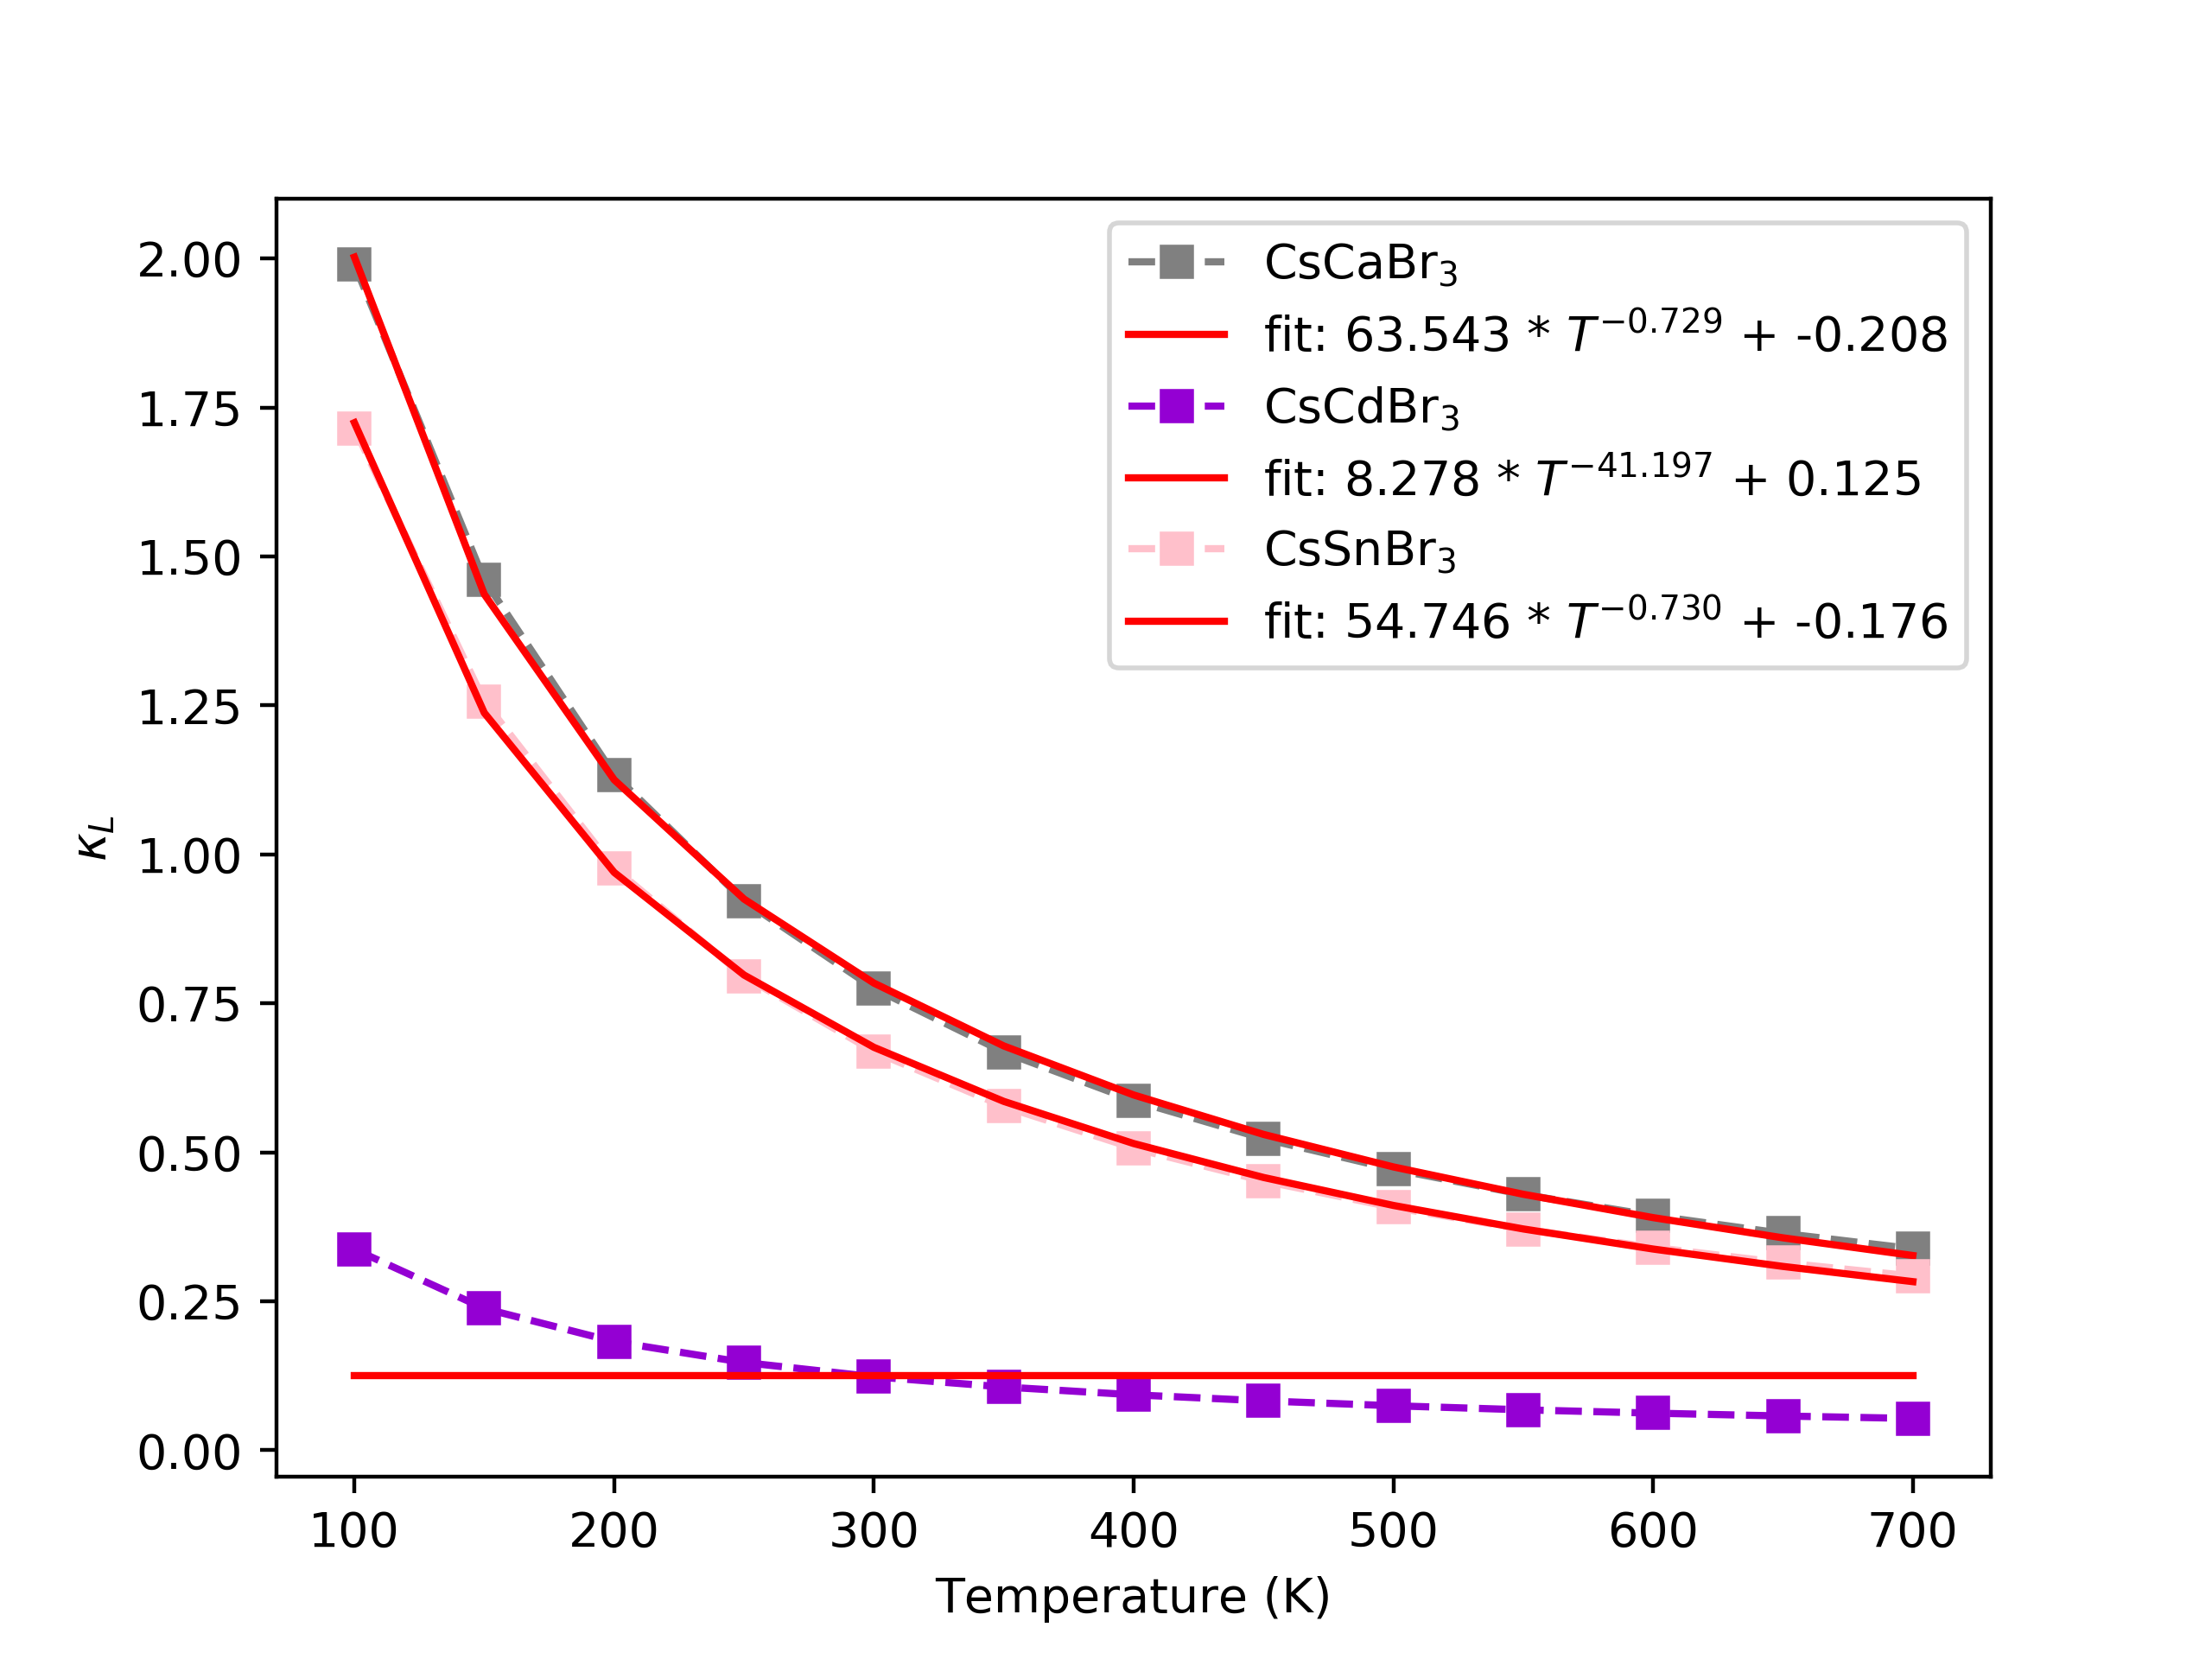 2.00
1.75
1.50
1.25
1.00
0.75
0.50
0.25
0.00
κL
100 200 300 400 500 600 700
Temperature (K)
CsCaBr₃
fit: 63.543 * T⁻⁰·⁷²⁹ + -0.208
CsCdBr₃
fit: 8.278 * T⁻⁴¹·¹⁹⁷ + 0.125
CsSnBr₃
fit: 54.746 * T⁻⁰·⁷³⁰ + -0.176